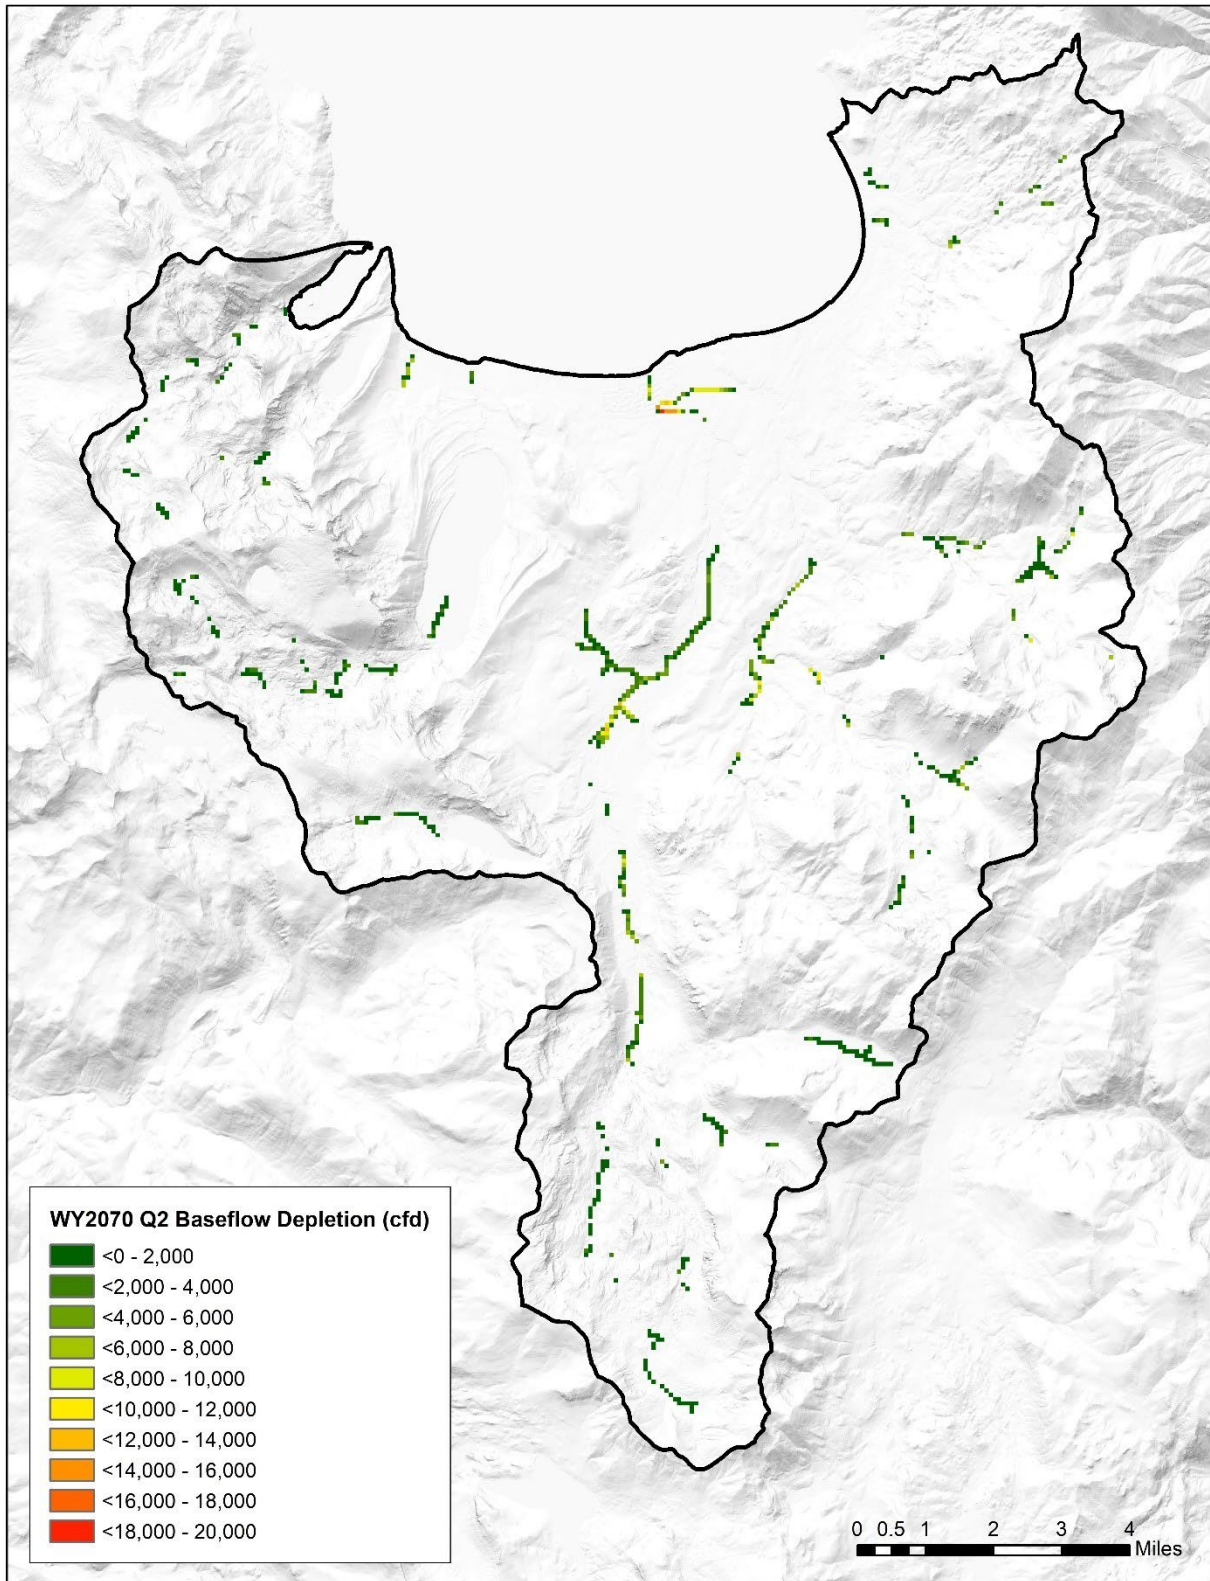 WY2070 Q2 Baseflow Depletion (cfd)
<0 - 2,000
<2,000 - 4,000
<4,000 - 6,000
<6,000 - 8,000
<8,000 - 10,000
<10,000 - 12,000
<12,000 - 14,000
<14,000 - 16,000
<16,000 - 18,000
<18,000 - 20,000
0 0.5 1 2 3 4
Miles